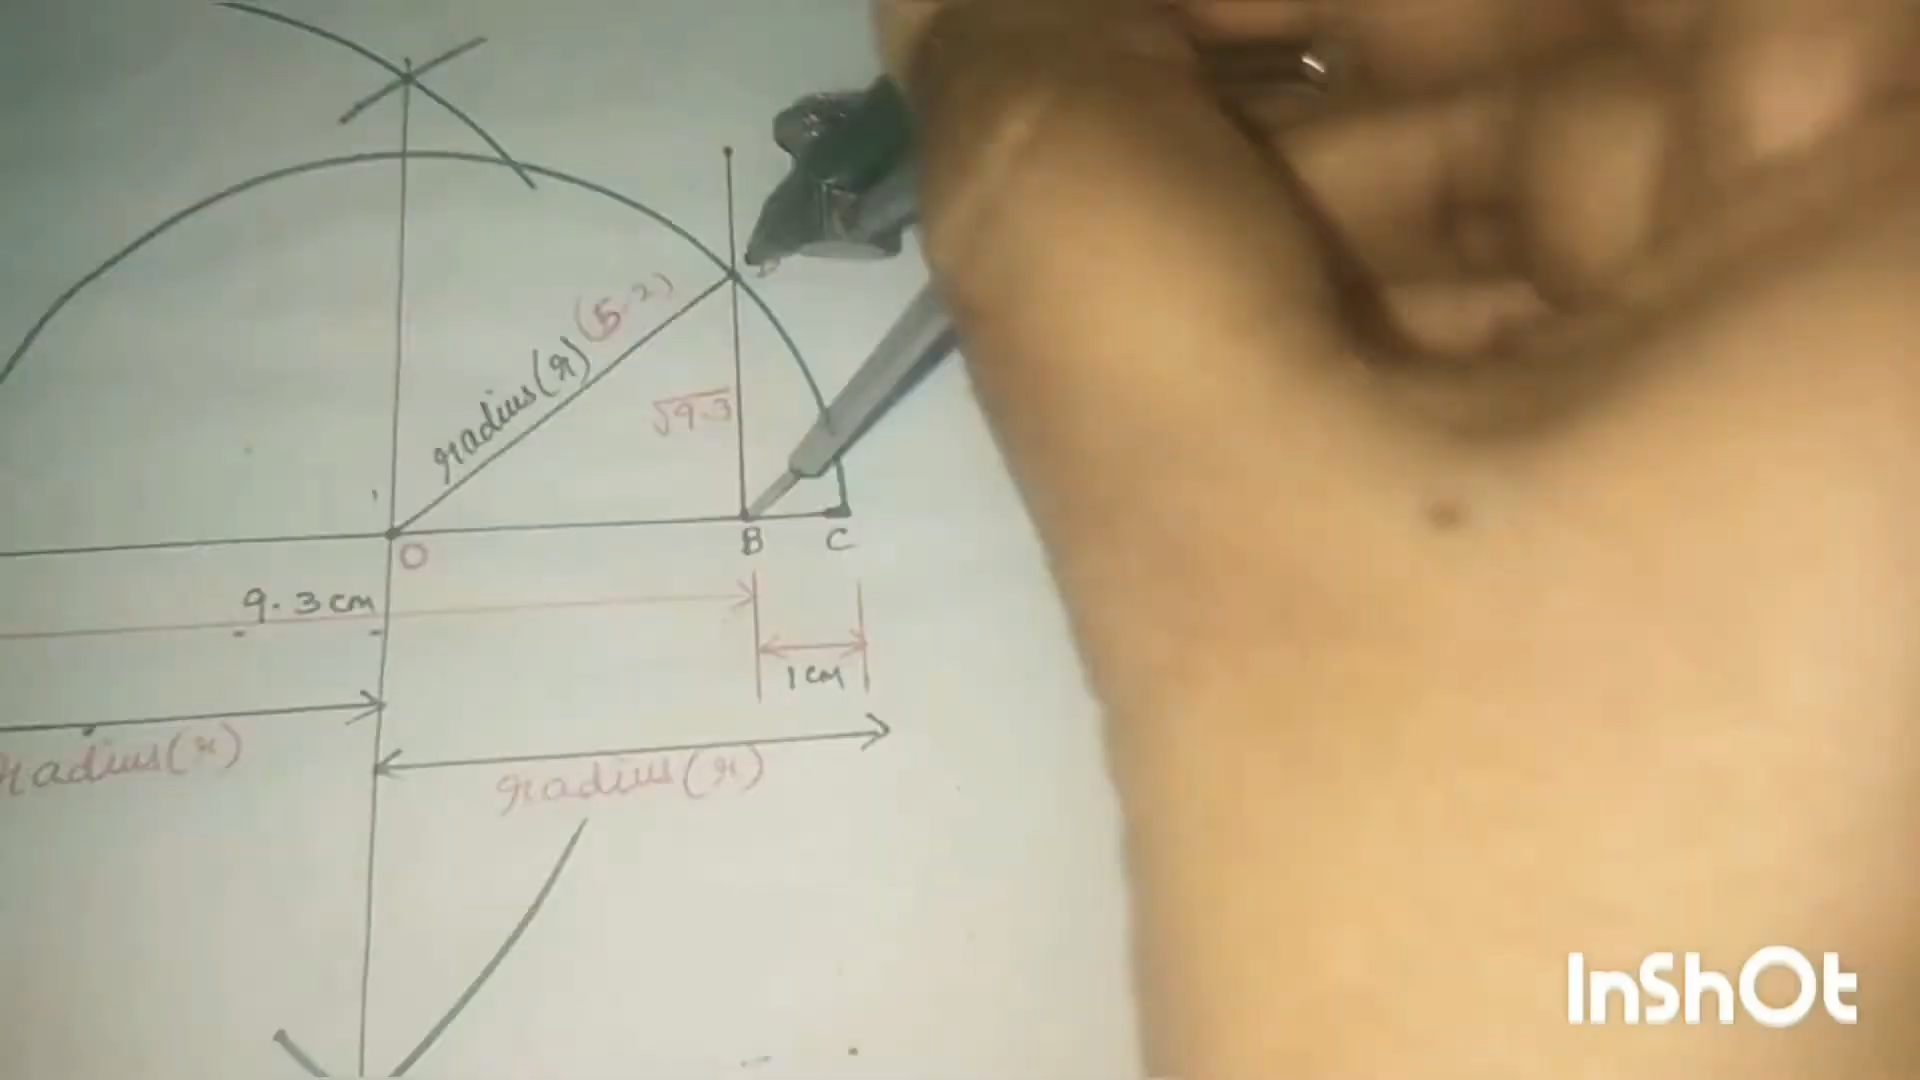 radius(r) (5.2)
√9.3
O
B
C
9.3 cm
1 cm
radius(r)
radius(r)
InShOt